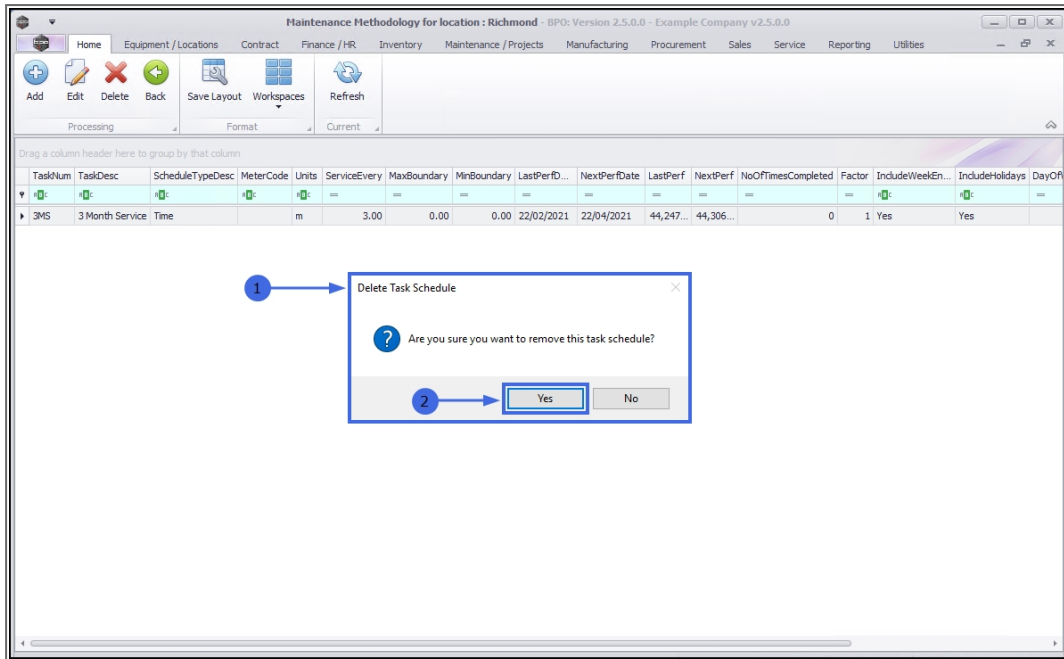 Maintenance Methodology for location : Richmond - BPO: Version 2.5.0.0 - Example Company v2.5.0.0
Home Equipment / Locations Contract Finance / HR Inventory Maintenance / Projects Manufacturing Procurement Sales Service Reporting Utilities
Add Edit Delete Back Save Layout Workspaces Refresh
Processing Format Current
Drag a column header here to group by that column
TaskNum TaskDesc ScheduleTypeDesc MeterCode Units ServiceEvery MaxBoundary MinBoundary LastPerfD... NextPerfDate LastPerf NextPerf NoOfTimesCompleted Factor IncludeWeekEn... IncludeHolidays DayOf
3MS 3 Month Service Time m 3.00 0.00 0.00 22/02/2021 22/04/2021 44,247... 44,306... 0 1 Yes Yes
1 Delete Task Schedule
Are you sure you want to remove this task schedule?
2 Yes No